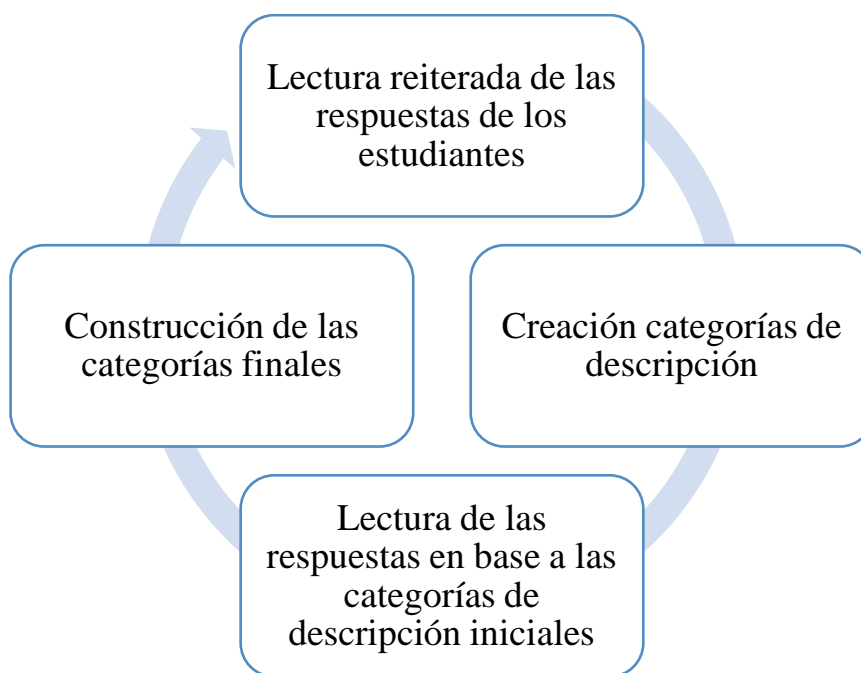 Lectura reiterada de las
respuestas de los
estudiantes
Creación categorías de
descripción
Lectura de las
respuestas en base a las
categorías de
descripción iniciales
Construcción de las
categorías finales